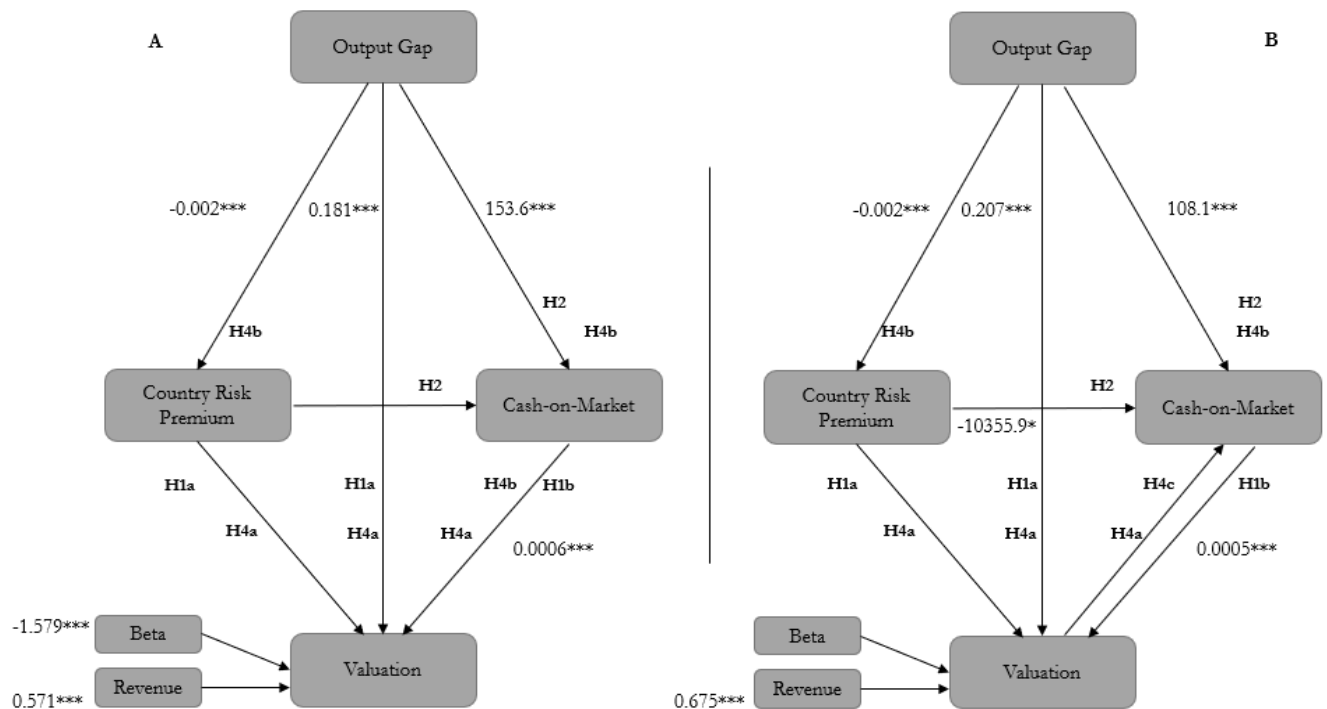 A
Output Gap
-0.002***
0.181***
153.6***
H2
H4b
H4b
Country Risk
Premium
H2
Cash-on-Market
H1a
H1a
H4b
H1b
H4a
H4a
H4a
0.0006***
-1.579***
Beta
Valuation
Revenue
0.571***
B
Output Gap
-0.002***
0.207***
108.1***
H2
H4b
H4b
Country Risk
Premium
H2
-10355.9*
Cash-on-Market
H1a
H1a
H4c
H1b
H4a
H4a
H4a
0.0005***
Beta
Valuation
Revenue
0.675***